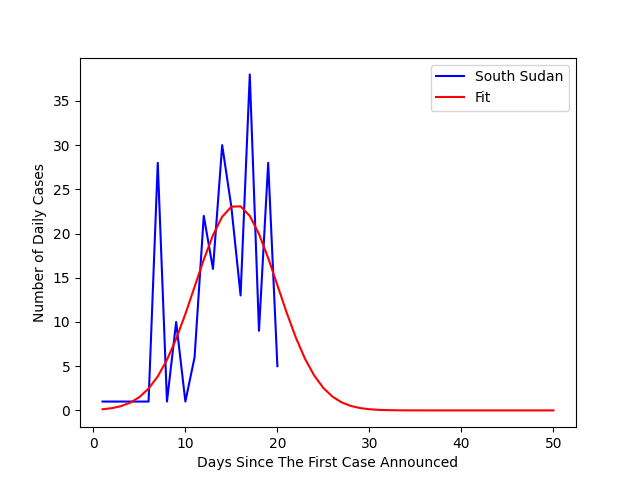 South Sudan
Fit
35
30
25
20
15
10
5
0
Number of Daily Cases
0 10 20 30 40 50
Days Since The First Case Announced